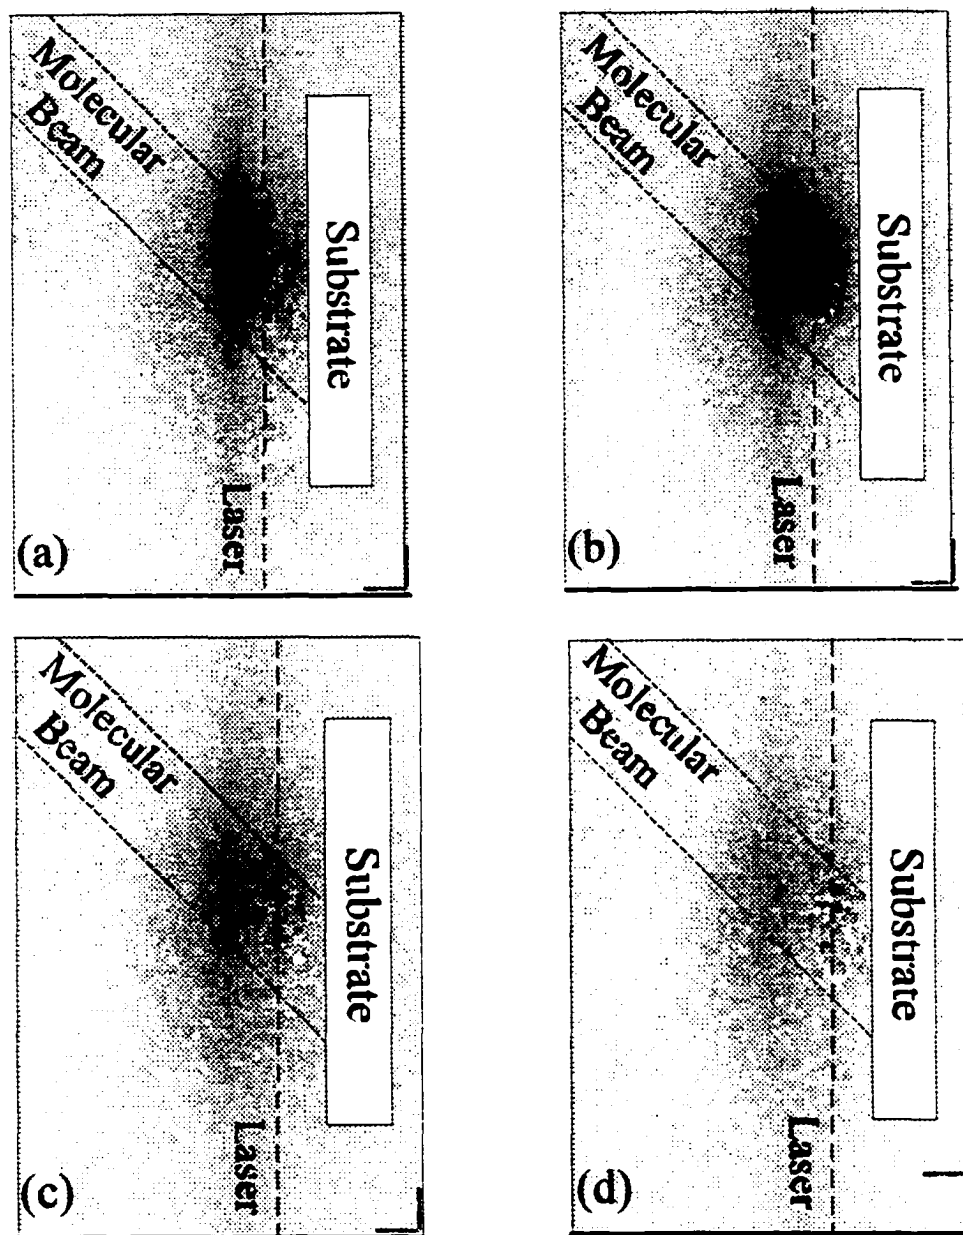 Molecular
Beam
Substrate
Laser
(a)
Molecular
Beam
Substrate
Laser
(b)
Molecular
Beam
Substrate
Laser
(c)
Molecular
Beam
Substrate
Laser
(d)